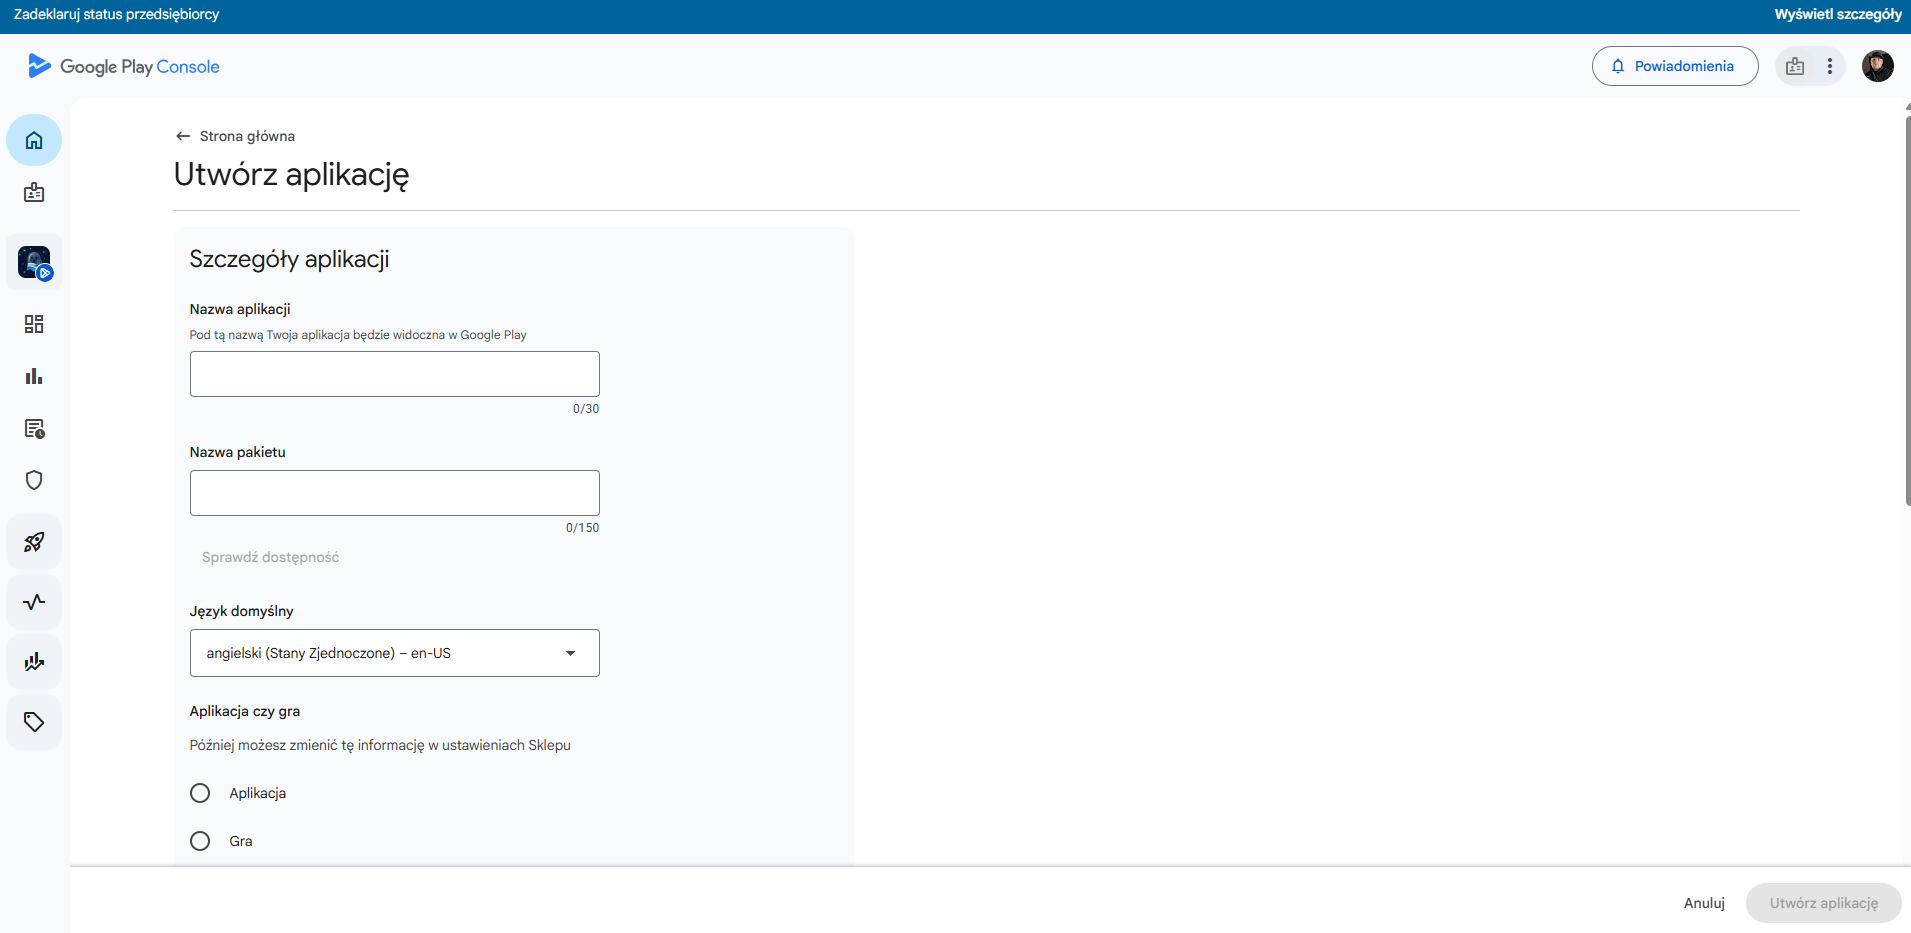 Zadeklaruj status przedsiębiorcy
Wyświetl szczegóły
Google Play Console
Powiadomienia
Strona główna
Utwórz aplikację
Szczegóły aplikacji
Nazwa aplikacji
Pod tą nazwą Twoja aplikacja będzie widoczna w Google Play
0/30
Nazwa pakietu
0/150
Sprawdź dostępność
Język domyślny
angielski (Stany Zjednoczone) – en-US
Aplikacja czy gra
Później możesz zmienić tę informację w ustawieniach Sklepu
Aplikacja
Gra
Anuluj
Utwórz aplikację